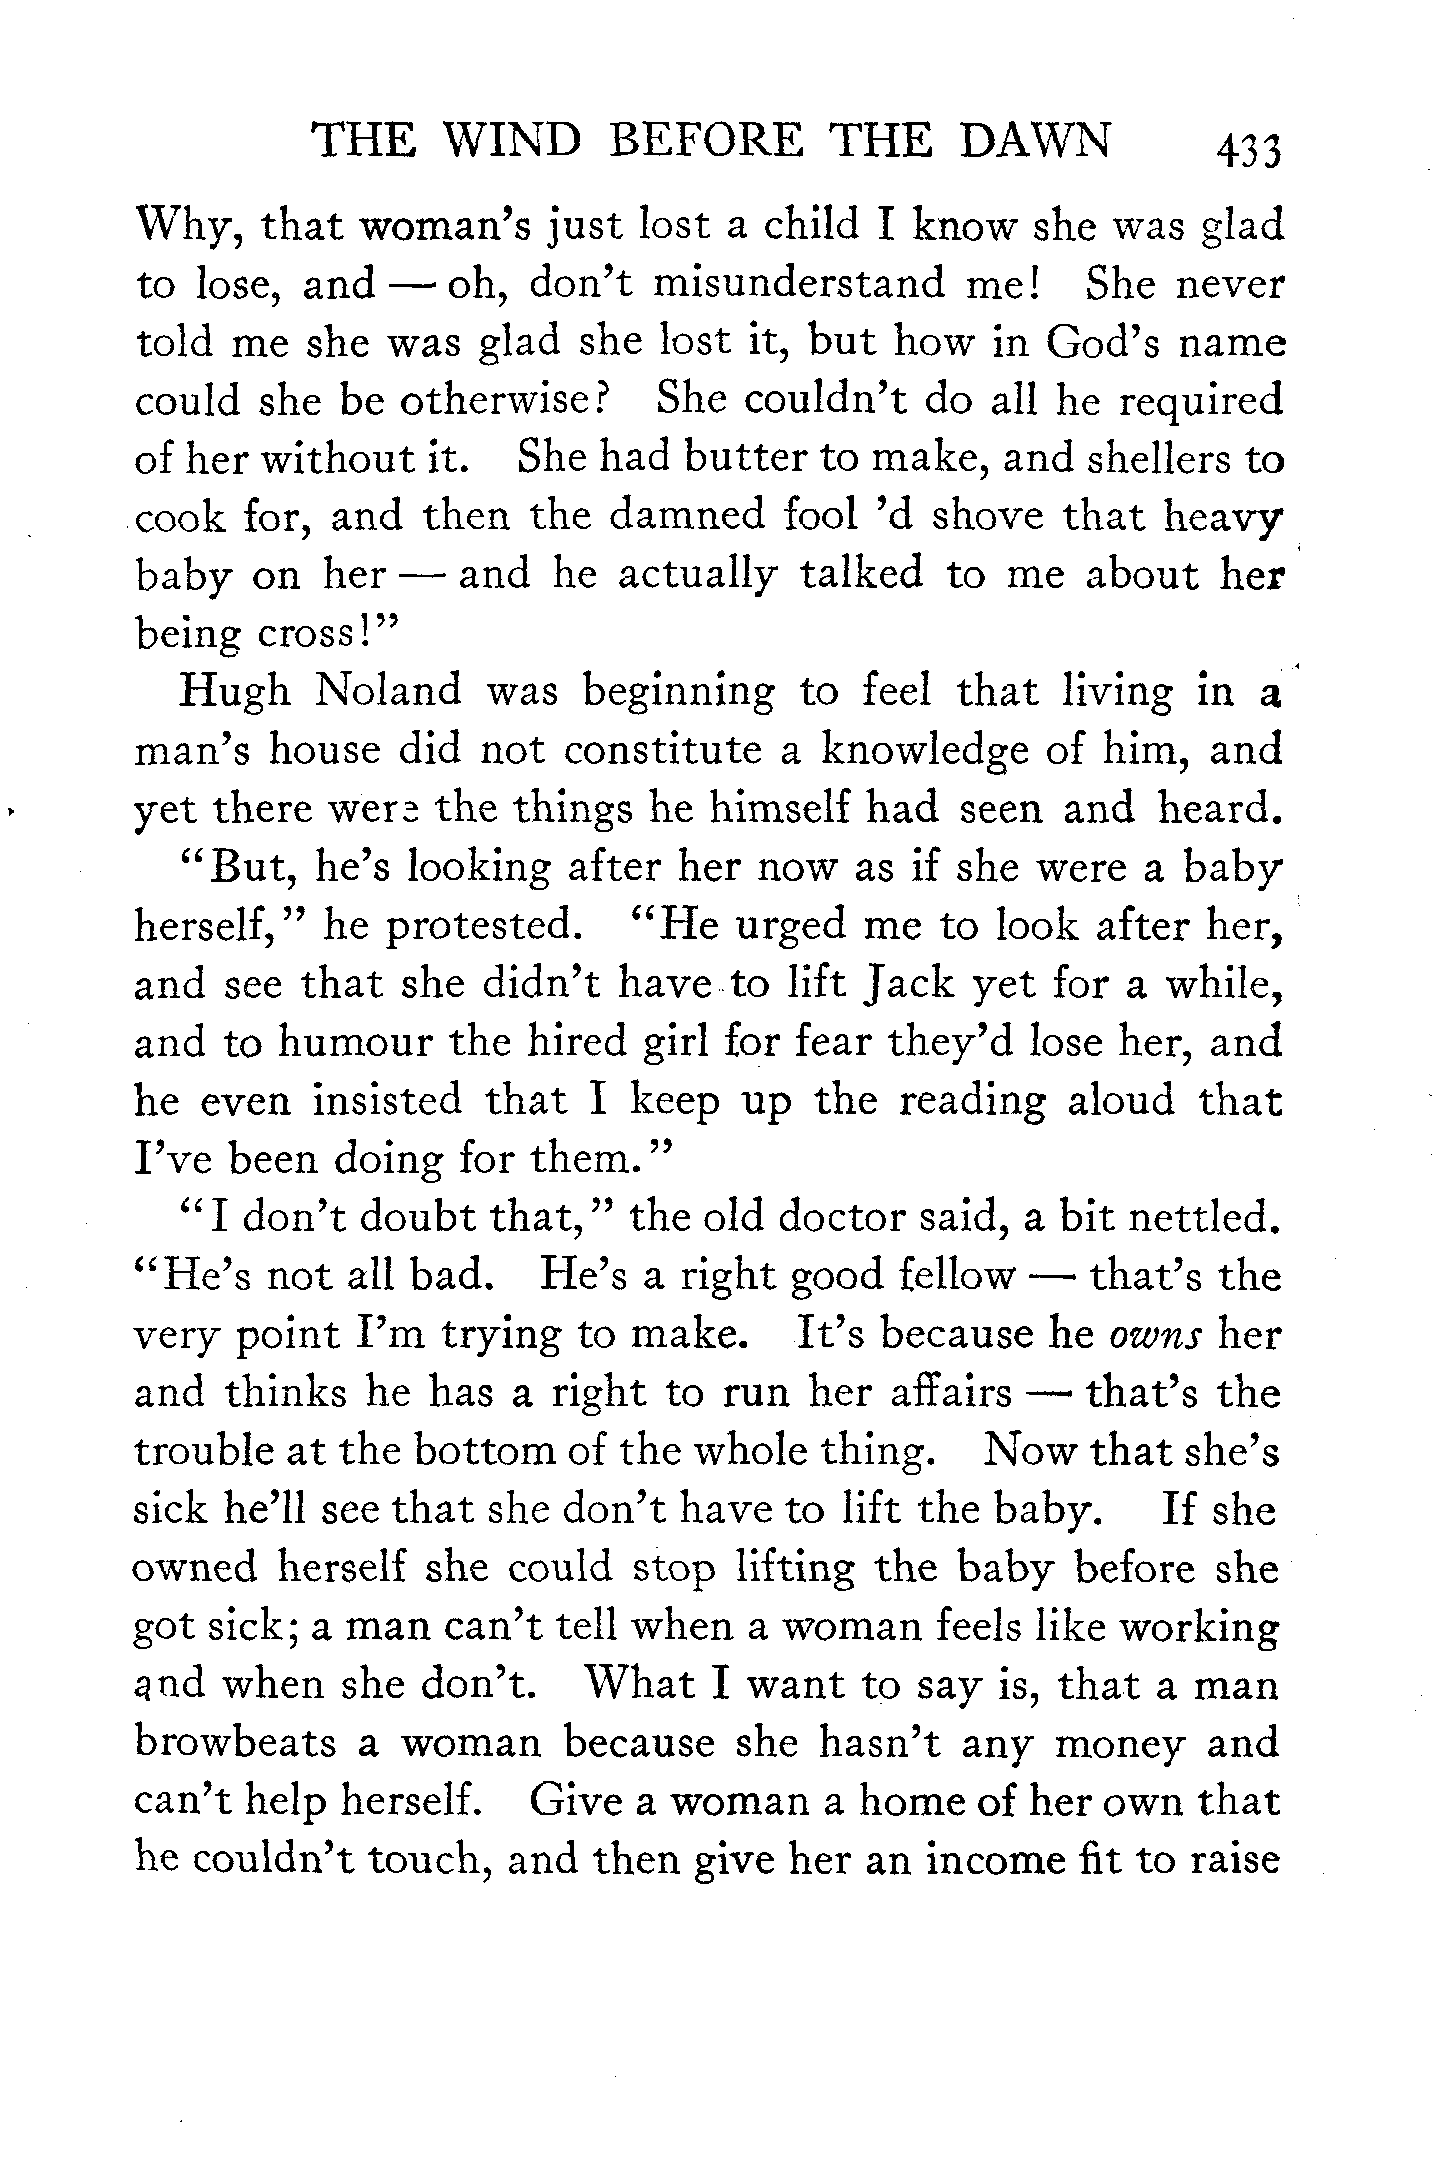 THE WIND BEFORE THE DAWN 433
Why, that woman's just lost a child I know she was glad
to lose, and — oh, don't misunderstand me! She never
told me she was glad she lost it, but how in God's name
could she be otherwise? She couldn't do all he required
of her without it. She had butter to make, and shellers to
cook for, and then the damned fool 'd shove that heavy
baby on her — and he actually talked to me about her
being cross!"
Hugh Noland was beginning to feel that living in a
man's house did not constitute a knowledge of him, and
yet there were the things he himself had seen and heard.
"But, he's looking after her now as if she were a baby
herself," he protested. "He urged me to look after her,
and see that she didn't have to lift Jack yet for a while,
and to humour the hired girl for fear they'd lose her, and
he even insisted that I keep up the reading aloud that
I've been doing for them."
"I don't doubt that," the old doctor said, a bit nettled.
"He's not all bad. He's a right good fellow — that's the
very point I'm trying to make. It's because he owns her
and thinks he has a right to run her affairs — that's the
trouble at the bottom of the whole thing. Now that she's
sick he'll see that she don't have to lift the baby. If she
owned herself she could stop lifting the baby before she
got sick; a man can't tell when a woman feels like working
and when she don't. What I want to say is, that a man
browbeats a woman because she hasn't any money and
can't help herself. Give a woman a home of her own that
he couldn't touch, and then give her an income fit to raise